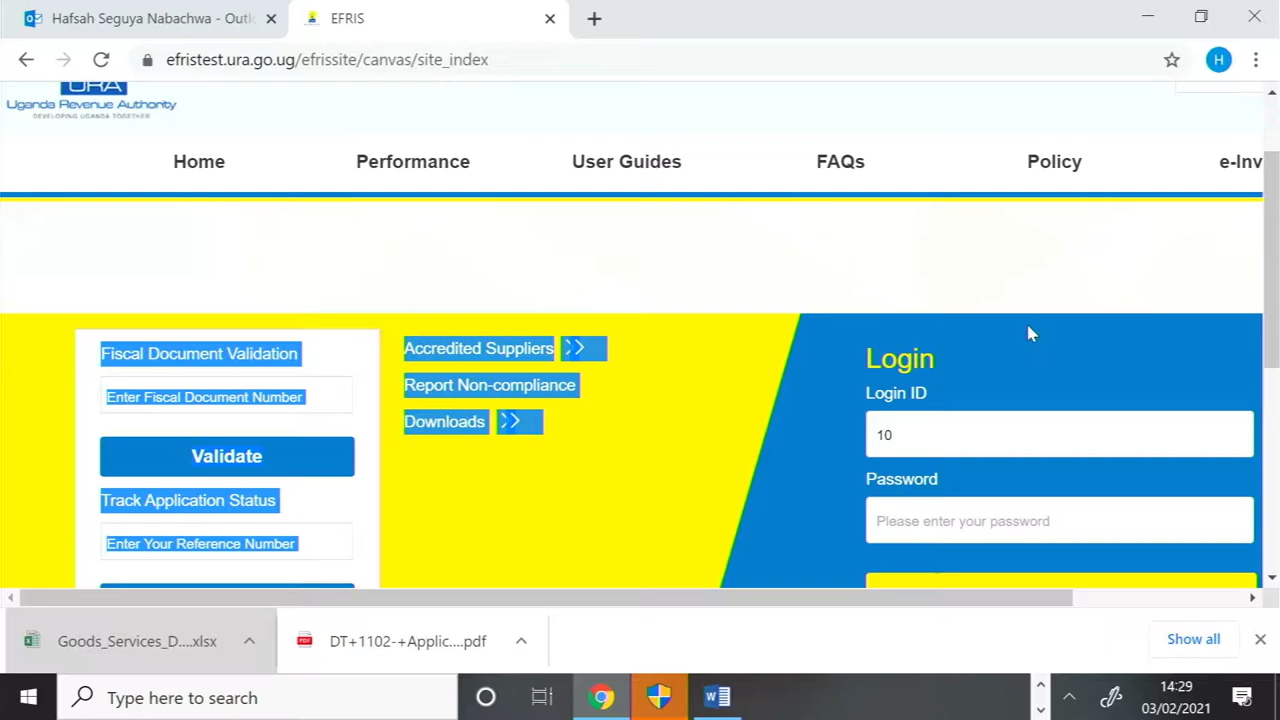 Hafsah Seguya Nabachwa - Outlo
EFRIS
efristest.ura.go.ug/efrissite/canvas/site_index
H
URA
Uganda Revenue Authority
DEVELOPING UGANDA TOGETHER
Home
Performance
User Guides
FAQs
Policy
e-Inv
Fiscal Document Validation
Enter Fiscal Document Number
Validate
Track Application Status
Enter Your Reference Number
Accredited Suppliers
Report Non-compliance
Downloads
Login
Login ID
10
Password
Please enter your password
Goods_Services_D....xlsx
DT+1102-+Applic....pdf
Show all
Type here to search
14:29
03/02/2021